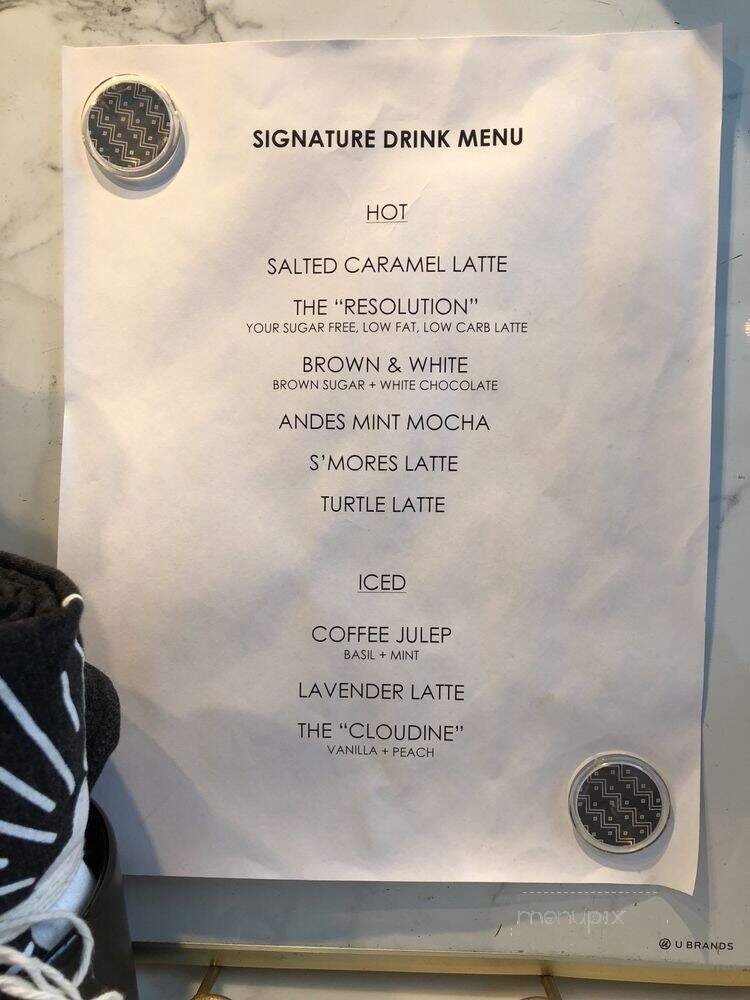 SIGNATURE DRINK MENU
HOT
SALTED CARAMEL LATTE
THE “RESOLUTION”
YOUR SUGAR FREE, LOW FAT, LOW CARB LATTE
BROWN & WHITE
BROWN SUGAR + WHITE CHOCOLATE
ANDES MINT MOCHA
S’MORES LATTE
TURTLE LATTE
ICED
COFFEE JULEP
BASIL + MINT
LAVENDER LATTE
THE “CLOUDINE”
VANILLA + PEACH
menupix
U BRANDS